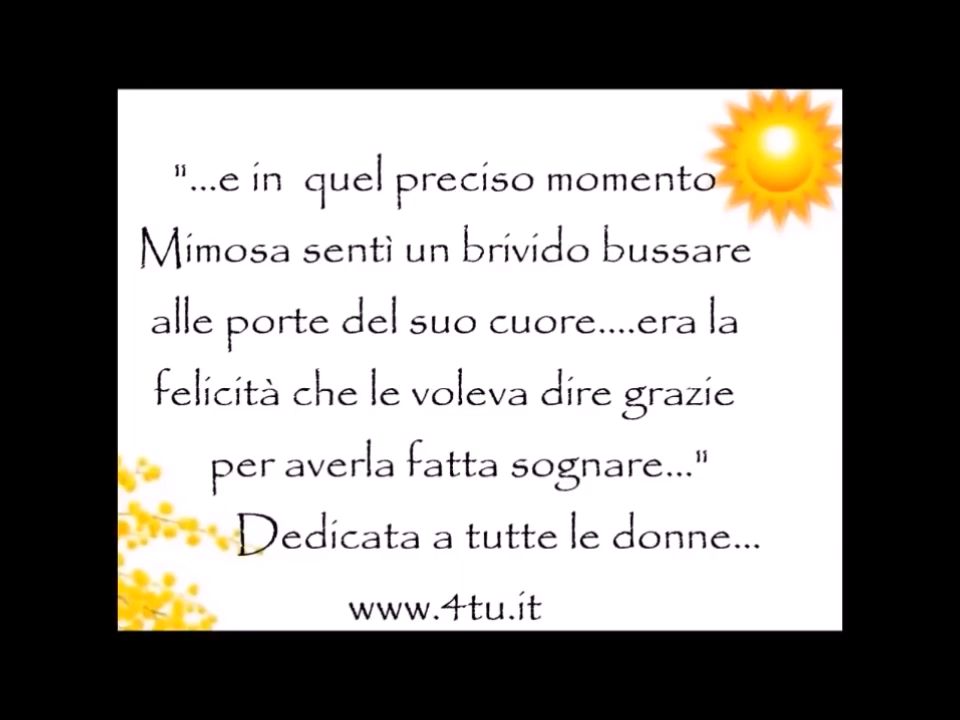 "...e in quel preciso momento
Mimosa sentì un brivido bussare
alle porte del suo cuore....era la
felicità che le voleva dire grazie
per averla fatta sognare..."
Dedicata a tutte le donne...
www.4tu.it